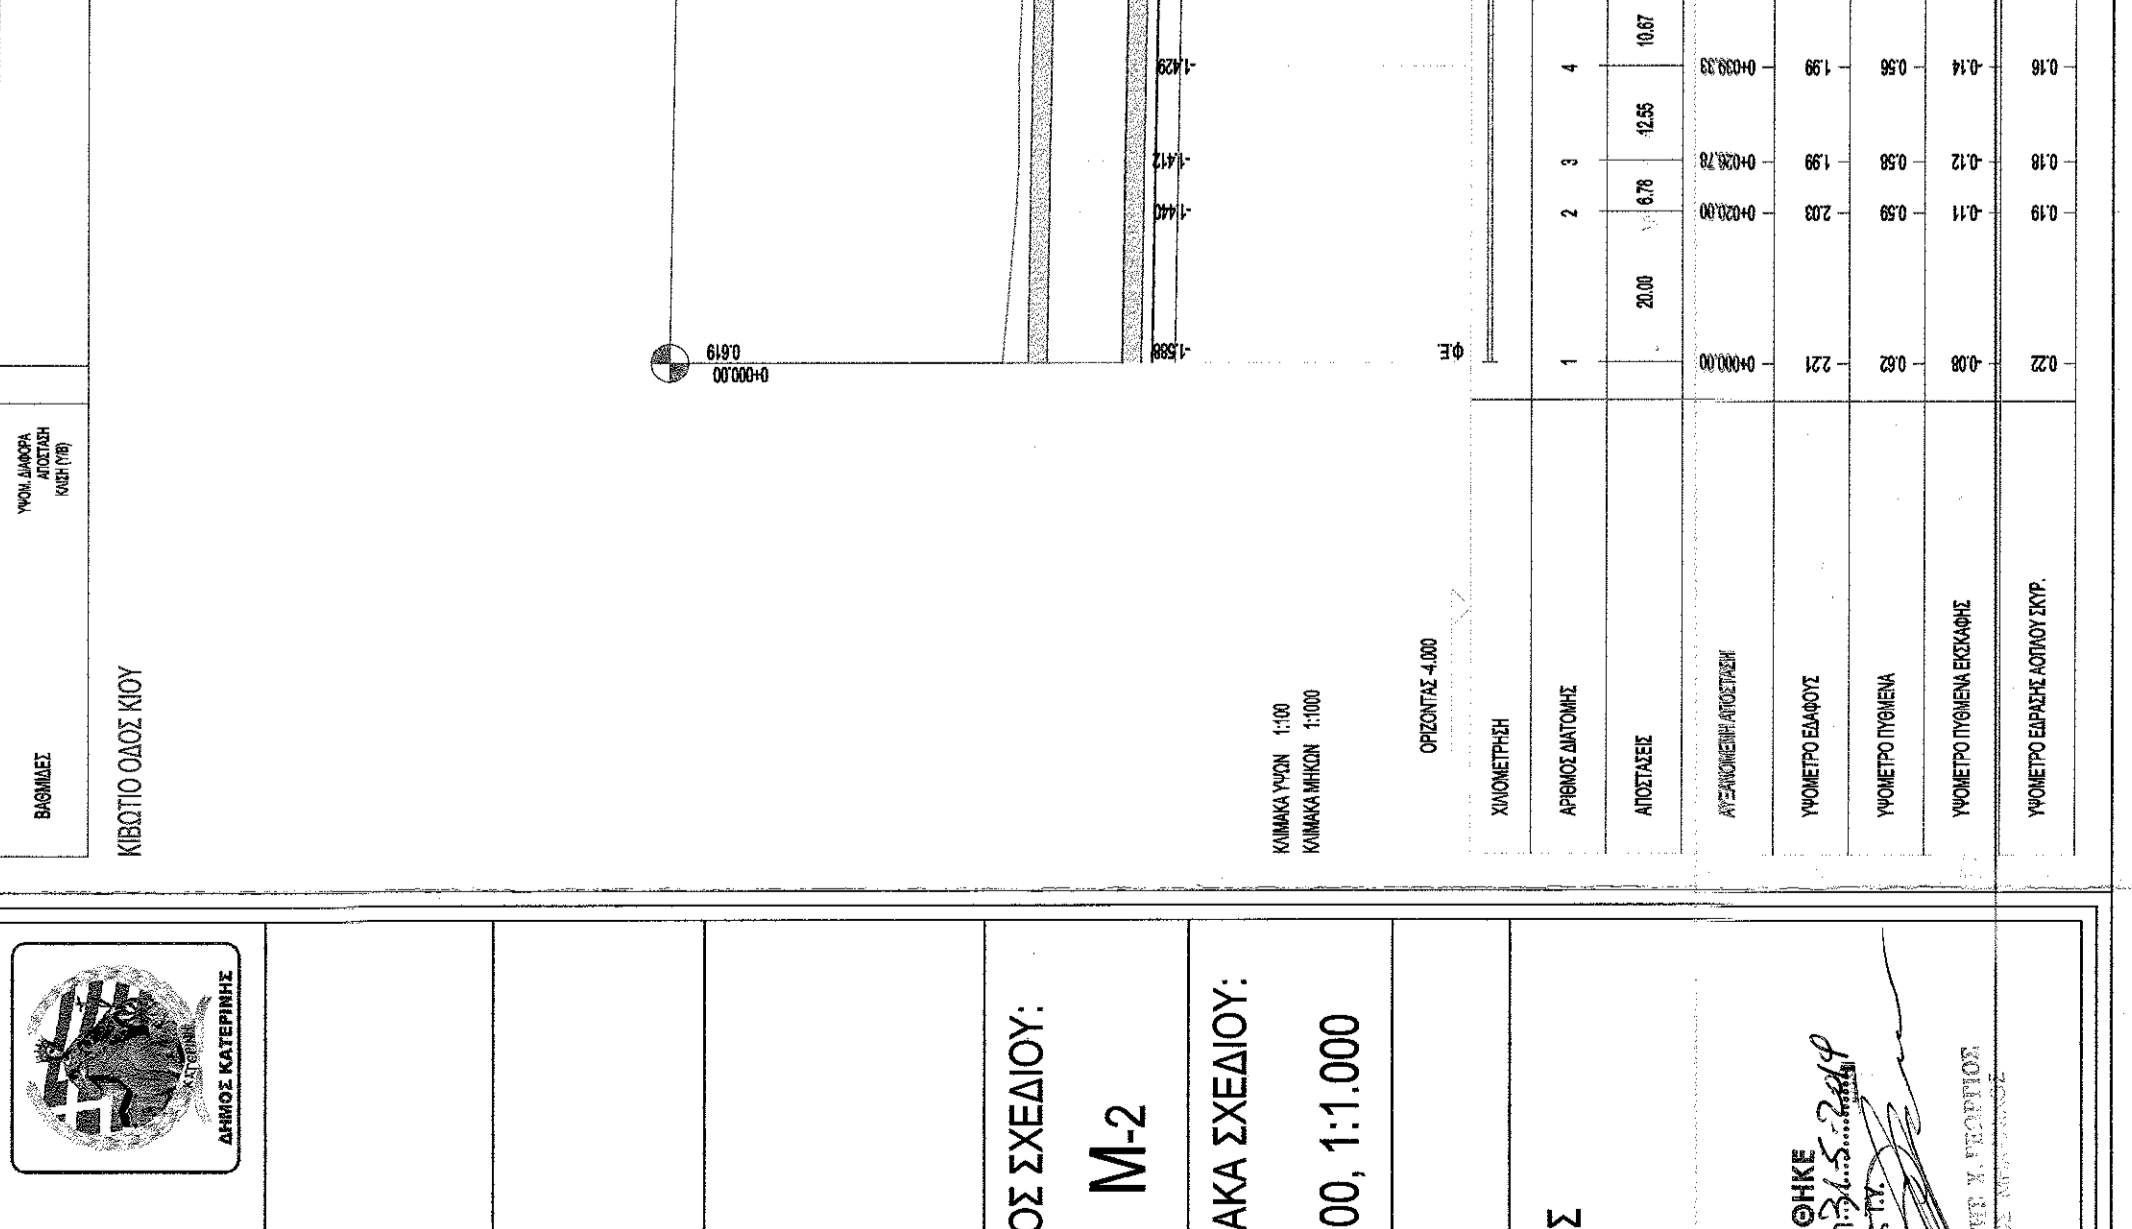 ΒΑΘΜΙΔΕΣ
ΥΨΟΜ. ΔΙΑΦΟΡΑ
ΑΠΟΣΤΑΣΗ
ΚΛΙΣΗ (Υ/Β)
ΚΙΒΩΤΙΟ ΟΔΟΣ ΚΙΟΥ
0.619
0+000.00
-1.588
-1.440
-1.412
-1.429
ΚΛΙΜΑΚΑ ΥΨΩΝ 1:100
ΚΛΙΜΑΚΑ ΜΗΚΩΝ 1:1000
ΟΡΙΖΟΝΤΑΣ -4.000
Φ.Ε.
ΧΙΛΙΟΜΕΤΡΗΣΗ
ΑΡΙΘΜΟΣ ΔΙΑΤΟΜΗΣ 1 2 3 4
ΑΠΟΣΤΑΣΕΙΣ 20.00 6.78 12.55 10.67
ΑΥΞΑΝΟΜΕΝΗ ΑΠΟΣΤΑΣΗ 0+000.00 0+020.00 0+026.78 0+039.33
ΥΨΟΜΕΤΡΟ ΕΔΑΦΟΥΣ 2.21 2.03 1.99 1.99
ΥΨΟΜΕΤΡΟ ΠΥΘΜΕΝΑ 0.62 0.59 0.58 0.56
ΥΨΟΜΕΤΡΟ ΠΥΘΜΕΝΑ ΕΚΣΚΑΦΗΣ -0.08 -0.11 -0.12 -0.14
ΥΨΟΜΕΤΡΟ ΕΔΡΑΣΗΣ ΑΟΠΛΟΥ ΣΚΥΡ. 0.22 0.19 0.18 0.16
ΚΑΤΕΡΙΝΗ
ΔΗΜΟΣ ΚΑΤΕΡΙΝΗΣ
ΟΣ ΣΧΕΔΙΟΥ:
Μ-2
ΑΚΑ ΣΧΕΔΙΟΥ:
00, 1:1.000
Σ
ΘΗΚΕ
31-5-2019
Τ.Υ.